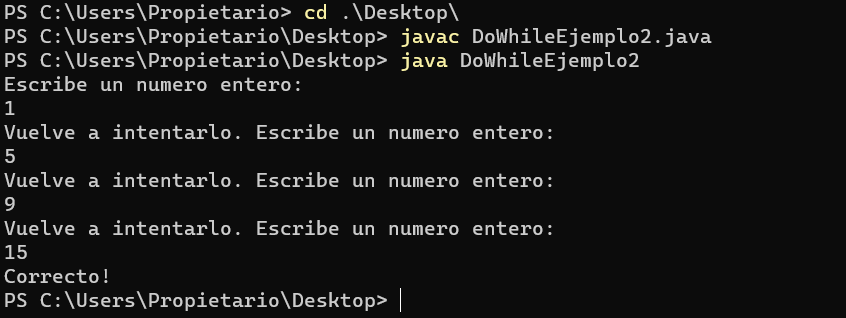 PS C:\Users\Propietario> cd .\Desktop\
PS C:\Users\Propietario\Desktop> javac DoWhileEjemplo2.java
PS C:\Users\Propietario\Desktop> java DoWhileEjemplo2
Escribe un numero entero:
1
Vuelve a intentarlo. Escribe un numero entero:
5
Vuelve a intentarlo. Escribe un numero entero:
9
Vuelve a intentarlo. Escribe un numero entero:
15
Correcto!
PS C:\Users\Propietario\Desktop>